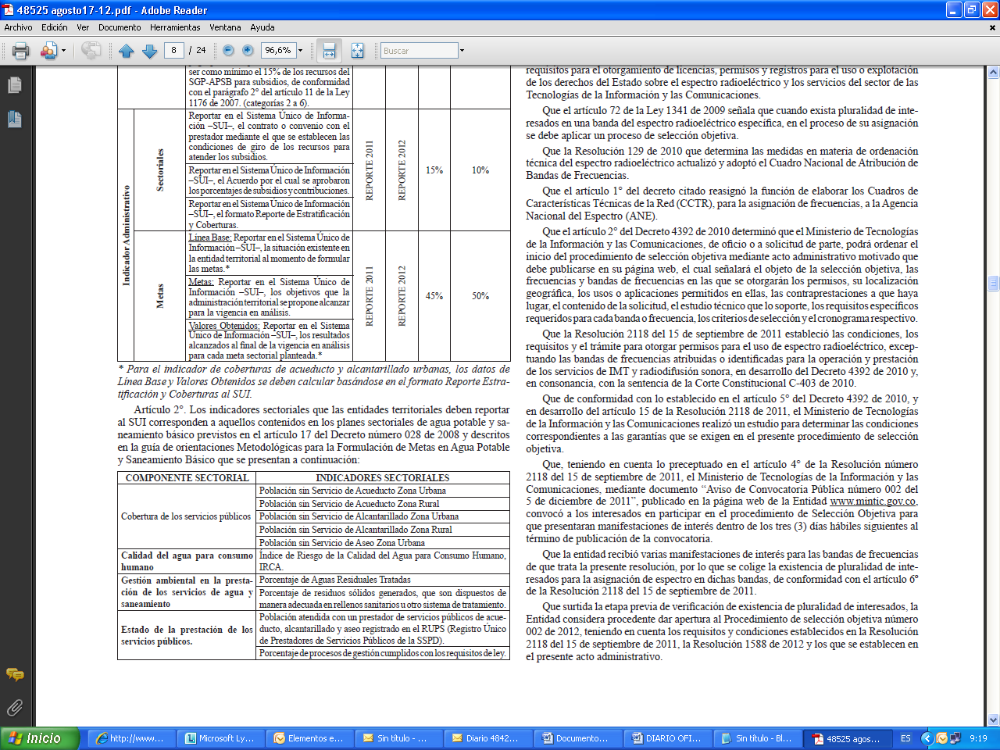 48525 agosto17-12.pdf - Adobe Reader
Archivo Edición Ver Documento Herramientas Ventana Ayuda
8 / 24 96,6% Buscar
ser como mínimo el 15% de los recursos del
SGP-APSB para subsidios, de conformidad
con el parágrafo 2° del artículo 11 de la Ley
1176 de 2007. (categorías 2 a 6).
Indicador Administrativo
Sectoriales
Reportar en el Sistema Único de Informa-
ción –SUI–, el contrato o convenio con el
prestador mediante el que se establecen las
condiciones de giro de los recursos para
atender los subsidios.
Reportar en el Sistema Único de Información
–SUI–, el Acuerdo por el cual se aprobaron
los porcentajes de subsidios y contribuciones.
Reportar en el Sistema Único de Información
–SUI–, el formato Reporte de Estratificación
y Coberturas.
REPORTE 2011
REPORTE 2012
15%
10%
Metas
Línea Base: Reportar en el Sistema Único de
Información –SUI–, la situación existente en
la entidad territorial al momento de formular
las metas.*
Metas: Reportar en el Sistema Único de
Información –SUI–, los objetivos que la
administración territorial se propone alcanzar
para la vigencia en análisis.
Valores Obtenidos: Reportar en el Sistema
Único de Información –SUI–, los resultados
alcanzados al final de la vigencia en análisis
para cada meta sectorial planteada.*
REPORTE 2011
REPORTE 2012
45%
50%
* Para el indicador de coberturas de acueducto y alcantarillado urbanas, los datos de
Línea Base y Valores Obtenidos se deben calcular basándose en el formato Reporte Estra-
tificación y Coberturas al SUI.
Artículo 2°. Los indicadores sectoriales que las entidades territoriales deben reportar
al SUI corresponden a aquellos contenidos en los planes sectoriales de agua potable y sa-
neamiento básico previstos en el artículo 17 del Decreto número 028 de 2008 y descritos
en la guía de orientaciones Metodológicas para la Formulación de Metas en Agua Potable
y Saneamiento Básico que se presentan a continuación:
COMPONENTE SECTORIAL INDICADORES SECTORIALES
Cobertura de los servicios públicos
Población sin Servicio de Acueducto Zona Urbana
Población sin Servicio de Acueducto Zona Rural
Población sin Servicio de Alcantarillado Zona Urbana
Población sin Servicio de Alcantarillado Zona Rural
Población sin Servicio de Aseo Zona Urbana
Calidad del agua para consumo
humano
Índice de Riesgo de la Calidad del Agua para Consumo Humano,
IRCA.
Gestión ambiental en la presta-
ción de los servicios de agua y
saneamiento
Porcentaje de Aguas Residuales Tratadas
Porcentaje de residuos sólidos generados, que son dispuestos de
manera adecuada en rellenos sanitarios u otro sistema de tratamiento.
Estado de la prestación de los
servicios públicos.
Población atendida con un prestador de servicios públicos de acue-
ducto, alcantarillado y aseo registrado en el RUPS (Registro Único
de Prestadores de Servicios Públicos de la SSPD).
Porcentaje de procesos de gestión cumplidos con los requisitos de ley.
requisitos para el otorgamiento de licencias, permisos y registros para el uso o explotación
de los derechos del Estado sobre el espectro radioeléctrico y los servicios del sector de las
Tecnologías de la Información y las Comunicaciones.
Que el artículo 72 de la Ley 1341 de 2009 señala que cuando exista pluralidad de inte-
resados en una banda del espectro radioeléctrico específica, en el proceso de su asignación
se debe aplicar un proceso de selección objetiva.
Que la Resolución 129 de 2010 que determina las medidas en materia de ordenación
técnica del espectro radioeléctrico actualizó y adoptó el Cuadro Nacional de Atribución de
Bandas de Frecuencias.
Que el artículo 1° del decreto citado reasignó la función de elaborar los Cuadros de
Características Técnicas de la Red (CCTR), para la asignación de frecuencias, a la Agencia
Nacional del Espectro (ANE).
Que el artículo 2° del Decreto 4392 de 2010 determinó que el Ministerio de Tecnologías
de la Información y las Comunicaciones, de oficio o a solicitud de parte, podrá ordenar el
inicio del procedimiento de selección objetiva mediante acto administrativo motivado que
debe publicarse en su página web, el cual señalará el objeto de la selección objetiva, las
frecuencias y bandas de frecuencias en las que se otorgarán los permisos, su localización
geográfica, los usos o aplicaciones permitidos en ellas, las contraprestaciones a que haya
lugar, el contenido de la solicitud, el estudio técnico que lo soporte, los requisitos específicos
requeridos para cada banda o frecuencia, los criterios de selección y el cronograma respectivo.
Que la Resolución 2118 del 15 de septiembre de 2011 estableció las condiciones, los
requisitos y el trámite para otorgar permisos para el uso de espectro radioeléctrico, excep-
tuando las bandas de frecuencias atribuidas o identificadas para la operación y prestación
de los servicios de IMT y radiodifusión sonora, en desarrollo del Decreto 4392 de 2010 y,
en consonancia, con la sentencia de la Corte Constitucional C-403 de 2010.
Que de conformidad con lo establecido en el artículo 5° del Decreto 4392 de 2010, y
en desarrollo del artículo 15 de la Resolución 2118 de 2011, el Ministerio de Tecnologías
de la Información y las Comunicaciones realizó un estudio para determinar las condiciones
correspondientes a las garantías que se exigen en el presente procedimiento de selección
objetiva.
Que, teniendo en cuenta lo preceptuado en el artículo 4° de la Resolución número
2118 del 15 de septiembre de 2011, el Ministerio de Tecnologías de la Información y las
Comunicaciones, mediante documento “Aviso de Convocatoria Pública número 002 del
5 de diciembre de 2011”, publicado en la página web de la Entidad www.mintic.gov.co,
convocó a los interesados en participar en el procedimiento de Selección Objetiva para
que presentaran manifestaciones de interés dentro de los tres (3) días hábiles siguientes al
término de publicación de la convocatoria.
Que la entidad recibió varias manifestaciones de interés para las bandas de frecuencias
de que trata la presente resolución, por lo que se colige la existencia de pluralidad de inte-
resados para la asignación de espectro en dichas bandas, de conformidad con el artículo 6º
de la Resolución 2118 del 15 de septiembre de 2011.
Que surtida la etapa previa de verificación de existencia de pluralidad de interesados, la
Entidad considera procedente dar apertura al Procedimiento de selección objetiva número
002 de 2012, teniendo en cuenta los requisitos y condiciones establecidos en la Resolución
2118 del 15 de septiembre de 2011, la Resolución 1588 de 2012 y los que se establecen en
el presente acto administrativo.
Inicio http://www... Microsoft Ly... Elementos e... Sin título - ... Diario 4842... Documento... DIARIO OFI... Sin título - Bl... 48525 agos... ES 9:19